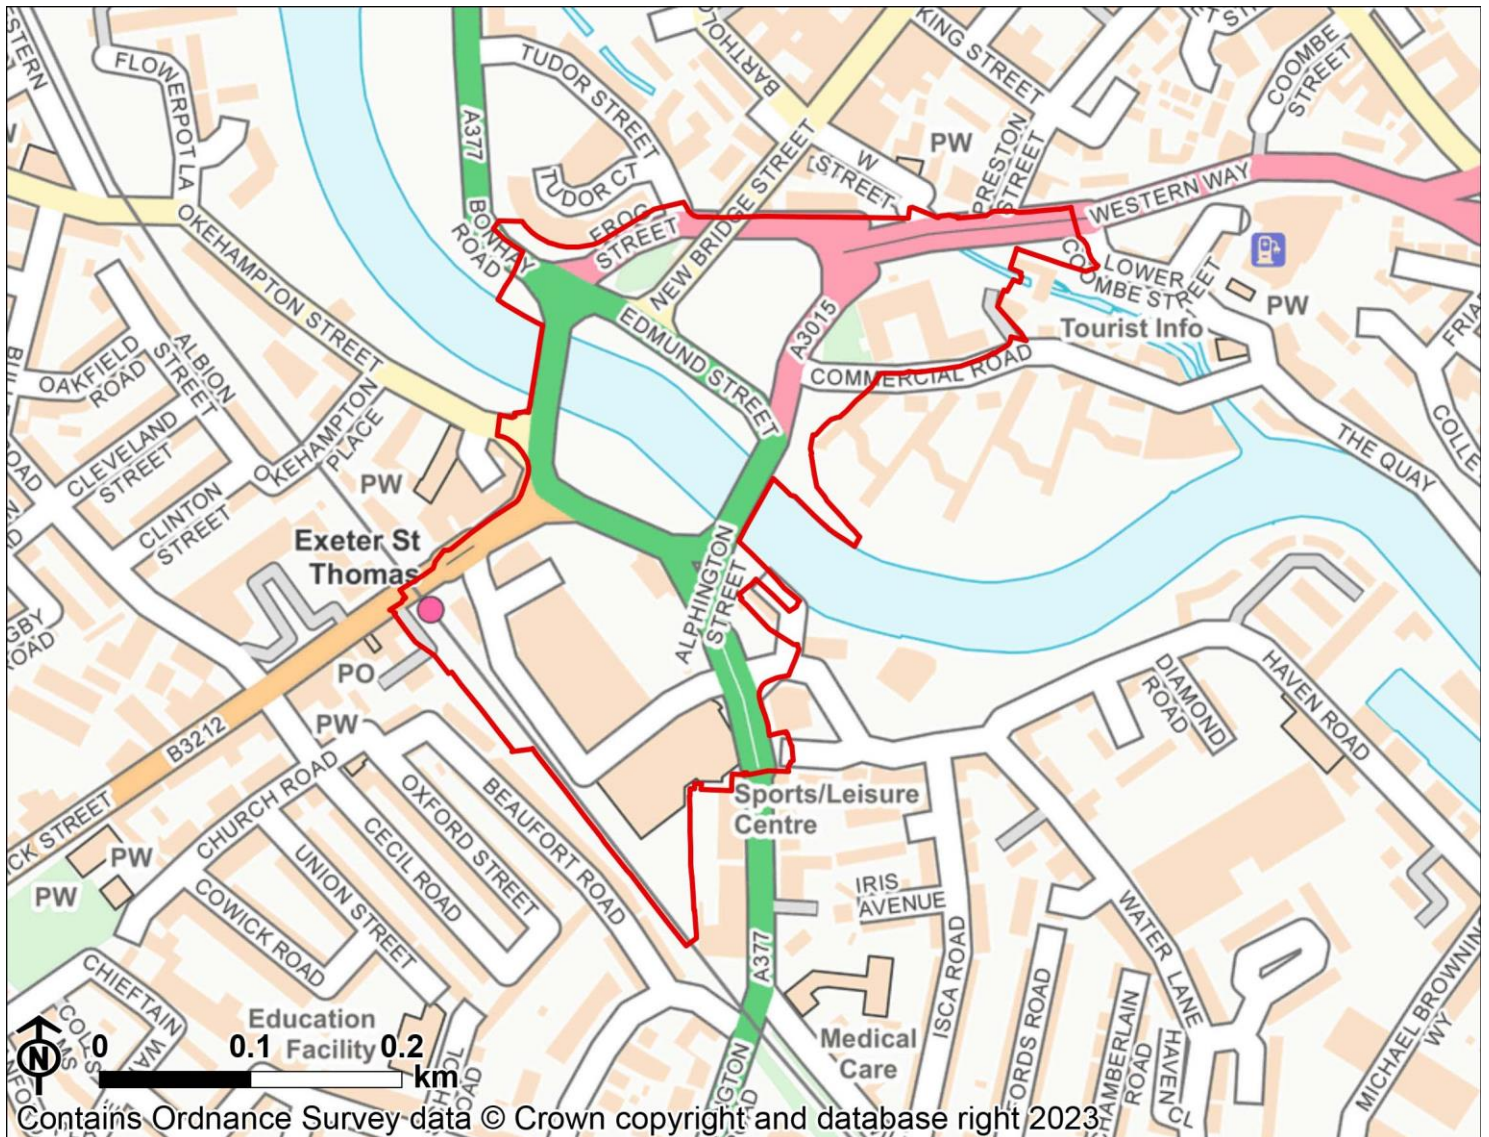 FLOWERPOT LA
A377
TUDOR STREET
KING STREET
COOMBE
STREET
PW
W
STREET
PRESTON
STREET
TUDOR CT
NEW BRIDGE STREET
WESTERN WAY
BONHAY
ROAD
FROG
STREET
OKEHAMPTON STREET
LOWER
COOMBE STREET
PW
A3015
EDMUND STREET
Tourist Info
ALBION
STREET
OAKFIELD
ROAD
COMMERCIAL ROAD
OKEHAMPTON
PLACE
CLEVELAND
STREET
THE QUAY
CLINTON
STREET
PW
Exeter St
Thomas
ALPHINGTON
STREET
PO
PW
B3212
DIAMOND
ROAD
HAVEN ROAD
CHURCH ROAD
OXFORD STREET
BEAUFORT ROAD
Sports/Leisure
Centre
CECIL ROAD
UNION STREET
PW
PW
COWICK ROAD
IRIS
AVENUE
ISCA ROAD
WATER LANE
A377
CHIEFTAIN
Education
Facility
Medical
Care
CHAMBERLAIN
ROAD
MICHAEL BROWNING
WY
N
0 0.1 0.2
km
Contains Ordnance Survey data © Crown copyright and database right 2023